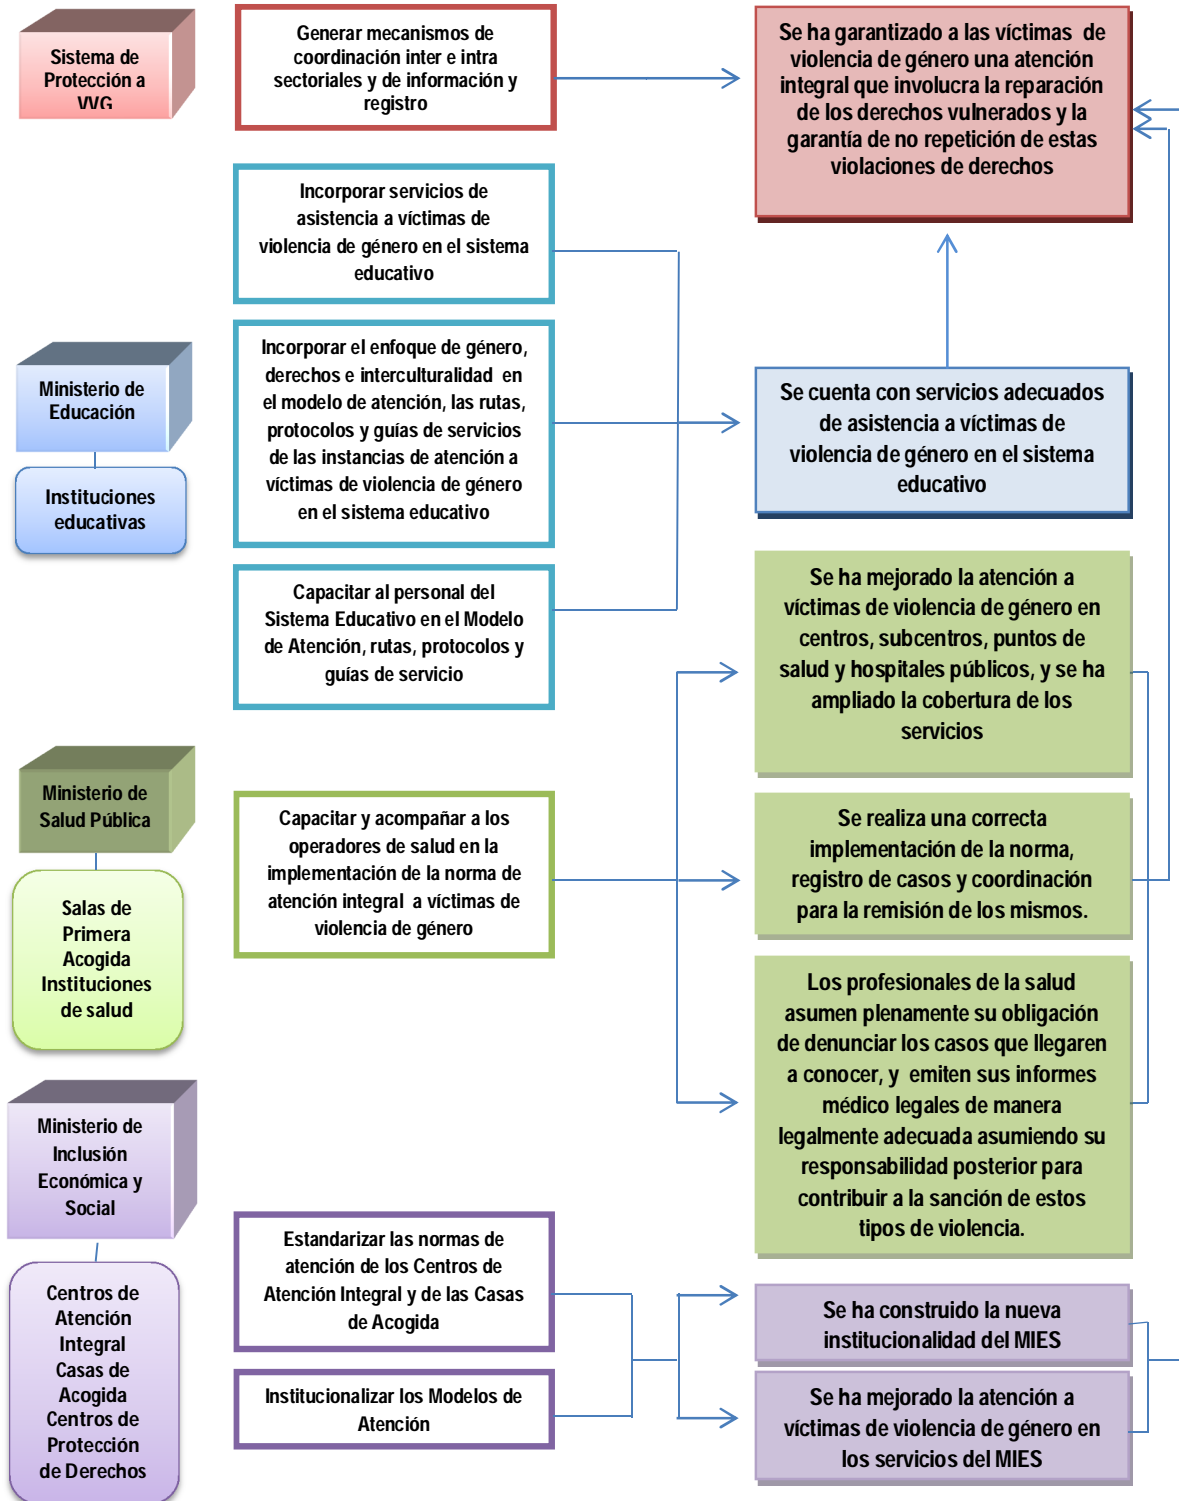 Sistema de
Protección a
VVG
Generar mecanismos de
coordinación inter e intra
sectoriales y de información y
registro
Se ha garantizado a las víctimas de
violencia de género una atención
integral que involucra la reparación
de los derechos vulnerados y la
garantía de no repetición de estas
violaciones de derechos
Incorporar servicios de
asistencia a víctimas de
violencia de género en el sistema
educativo
Ministerio de
Educación
Instituciones
educativas
Incorporar el enfoque de género,
derechos e interculturalidad en
el modelo de atención, las rutas,
protocolos y guías de servicios
de las instancias de atención a
víctimas de violencia de género
en el sistema educativo
Se cuenta con servicios adecuados
de asistencia a víctimas de
violencia de género en el sistema
educativo
Capacitar al personal del
Sistema Educativo en el Modelo
de Atención, rutas, protocolos y
guías de servicio
Se ha mejorado la atención a
víctimas de violencia de género en
centros, subcentros, puntos de
salud y hospitales públicos, y se ha
ampliado la cobertura de los
servicios
Ministerio de
Salud Pública
Salas de
Primera
Acogida
Instituciones
de salud
Capacitar y acompañar a los
operadores de salud en la
implementación de la norma de
atención integral a víctimas de
violencia de género
Se realiza una correcta
implementación de la norma,
registro de casos y coordinación
para la remisión de los mismos.
Los profesionales de la salud
asumen plenamente su obligación
de denunciar los casos que llegaren
a conocer, y emiten sus informes
médico legales de manera
legalmente adecuada asumiendo su
responsabilidad posterior para
contribuir a la sanción de estos
tipos de violencia.
Ministerio de
Inclusión
Económica y
Social
Centros de
Atención
Integral
Casas de
Acogida
Centros de
Protección
de Derechos
Estandarizar las normas de
atención de los Centros de
Atención Integral y de las Casas
de Acogida
Institucionalizar los Modelos de
Atención
Se ha construido la nueva
institucionalidad del MIES
Se ha mejorado la atención a
víctimas de violencia de género en
los servicios del MIES